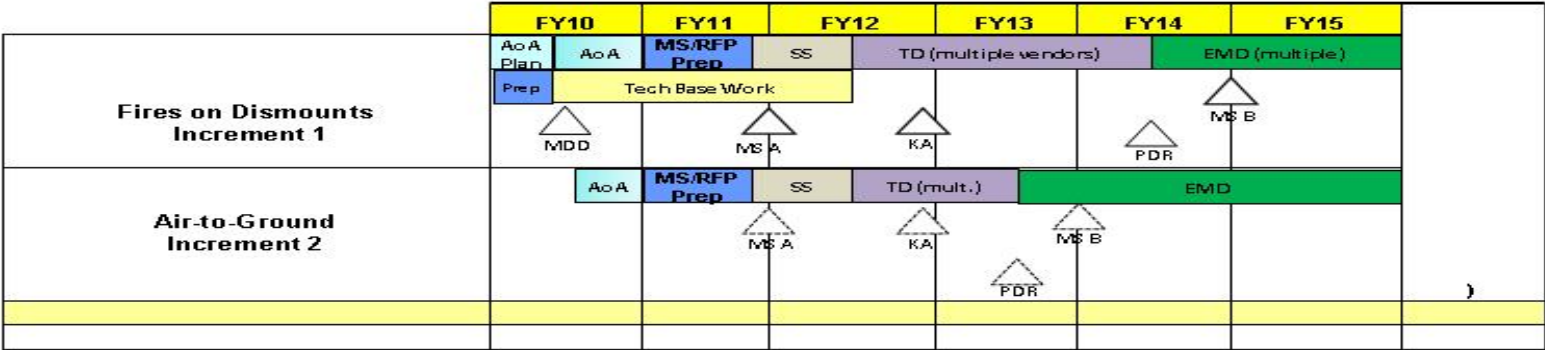 FY10 FY11 FY12 FY13 FY14 FY15
AoA Plan AoA MS/RFP Prep SS TD (multiple vendors) EMD (multiple)
Prep Tech Base Work
Fires on Dismounts
Increment 1
MDD MS A KA PDR MS B
AoA MS/RFP Prep SS TD (mult.) EMD
Air-to-Ground
Increment 2
MS A KA MS B
PDR
)